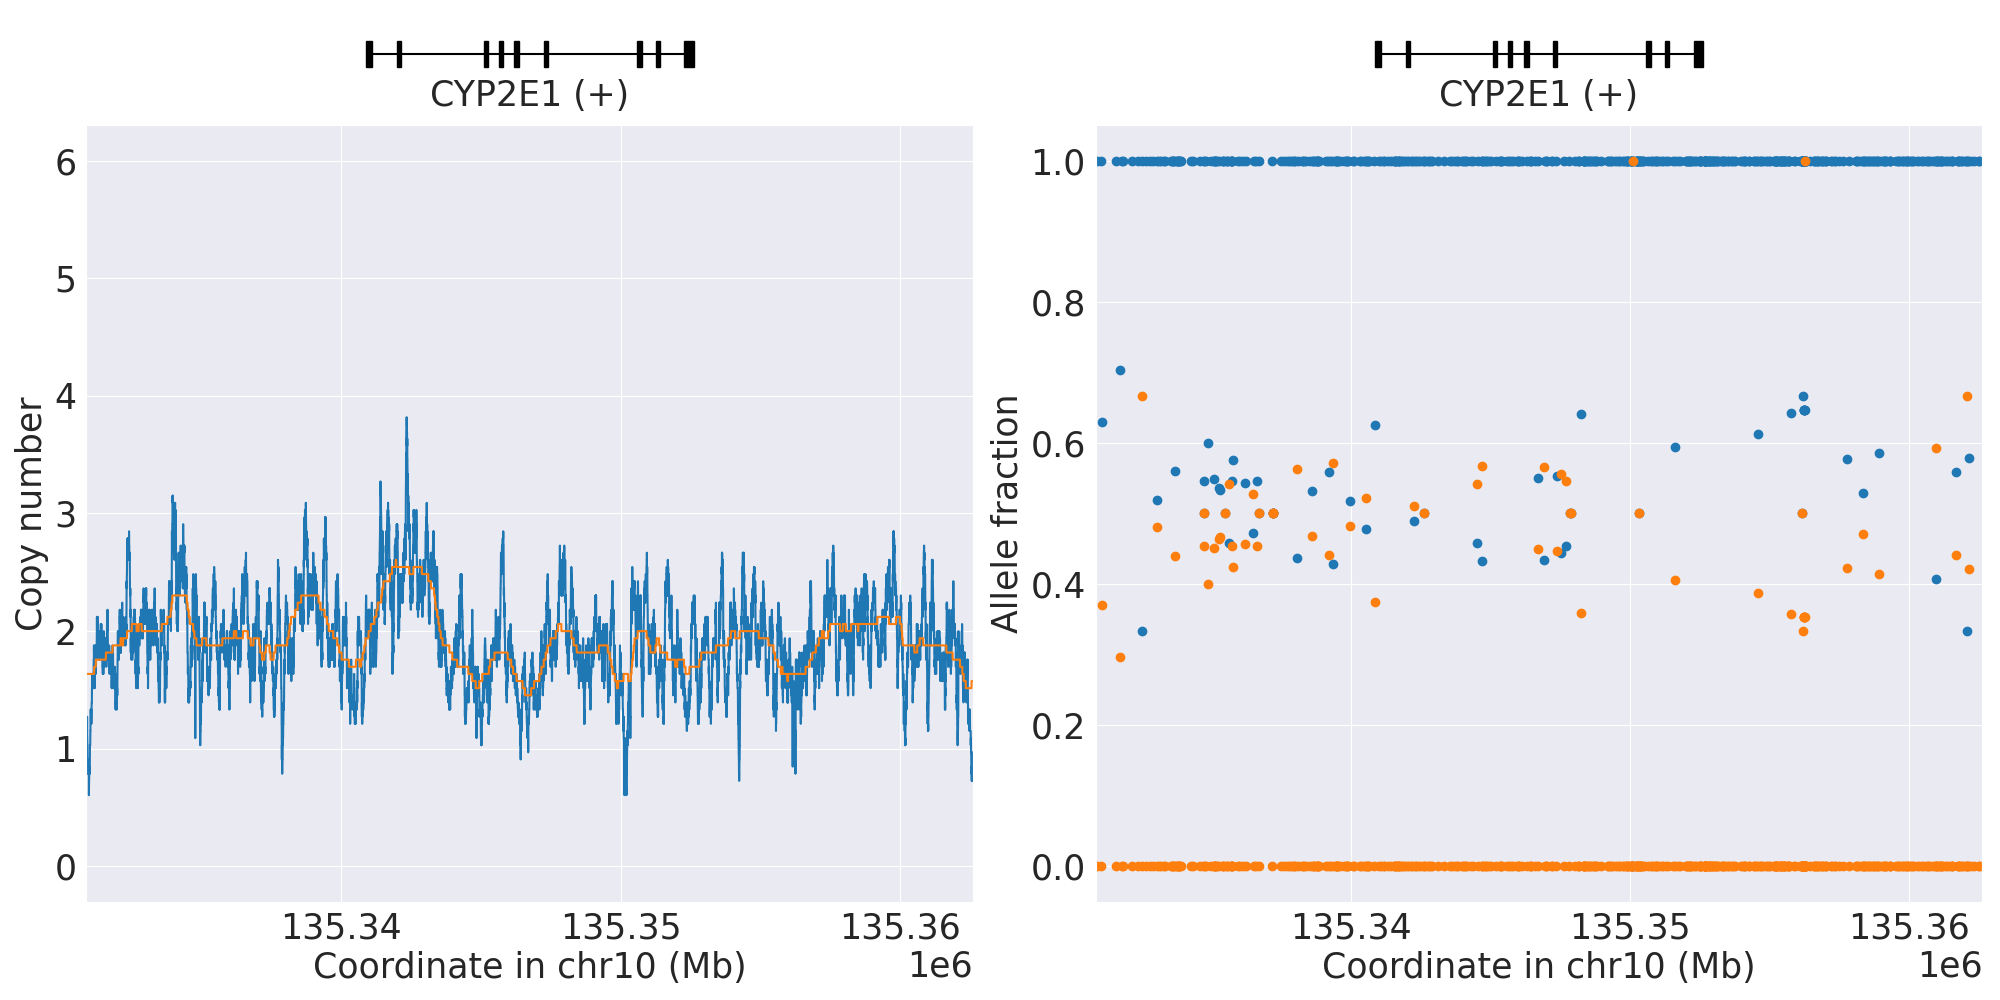 CYP2E1 (+)
6
5
4
3
2
1
0
Copy number
135.34 135.35 135.36
Coordinate in chr10 (Mb)
1e6
CYP2E1 (+)
1.0
0.8
0.6
0.4
0.2
0.0
Allele fraction
135.34 135.35 135.36
Coordinate in chr10 (Mb)
1e6